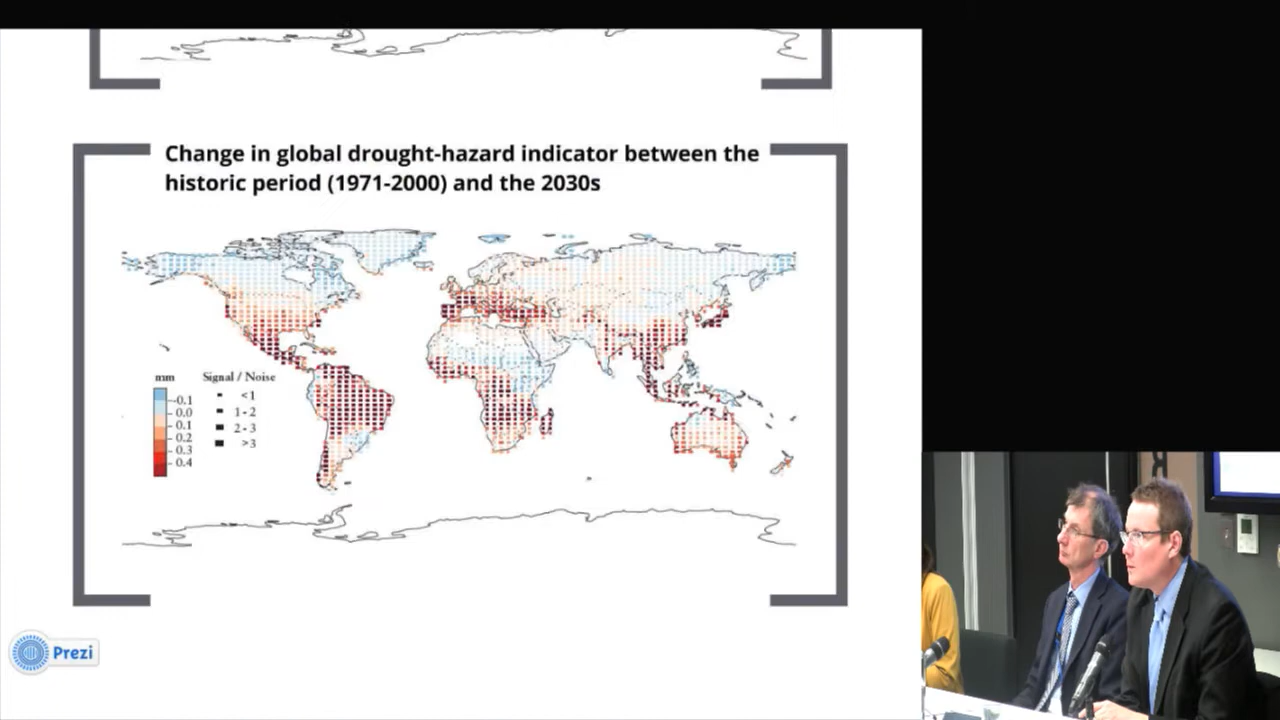 Change in global drought-hazard indicator between the
historic period (1971-2000) and the 2030s
mm
Signal / Noise
-0.1
0.0
0.1
0.2
0.3
0.4
<1
1-2
2-3
>3
Prezi